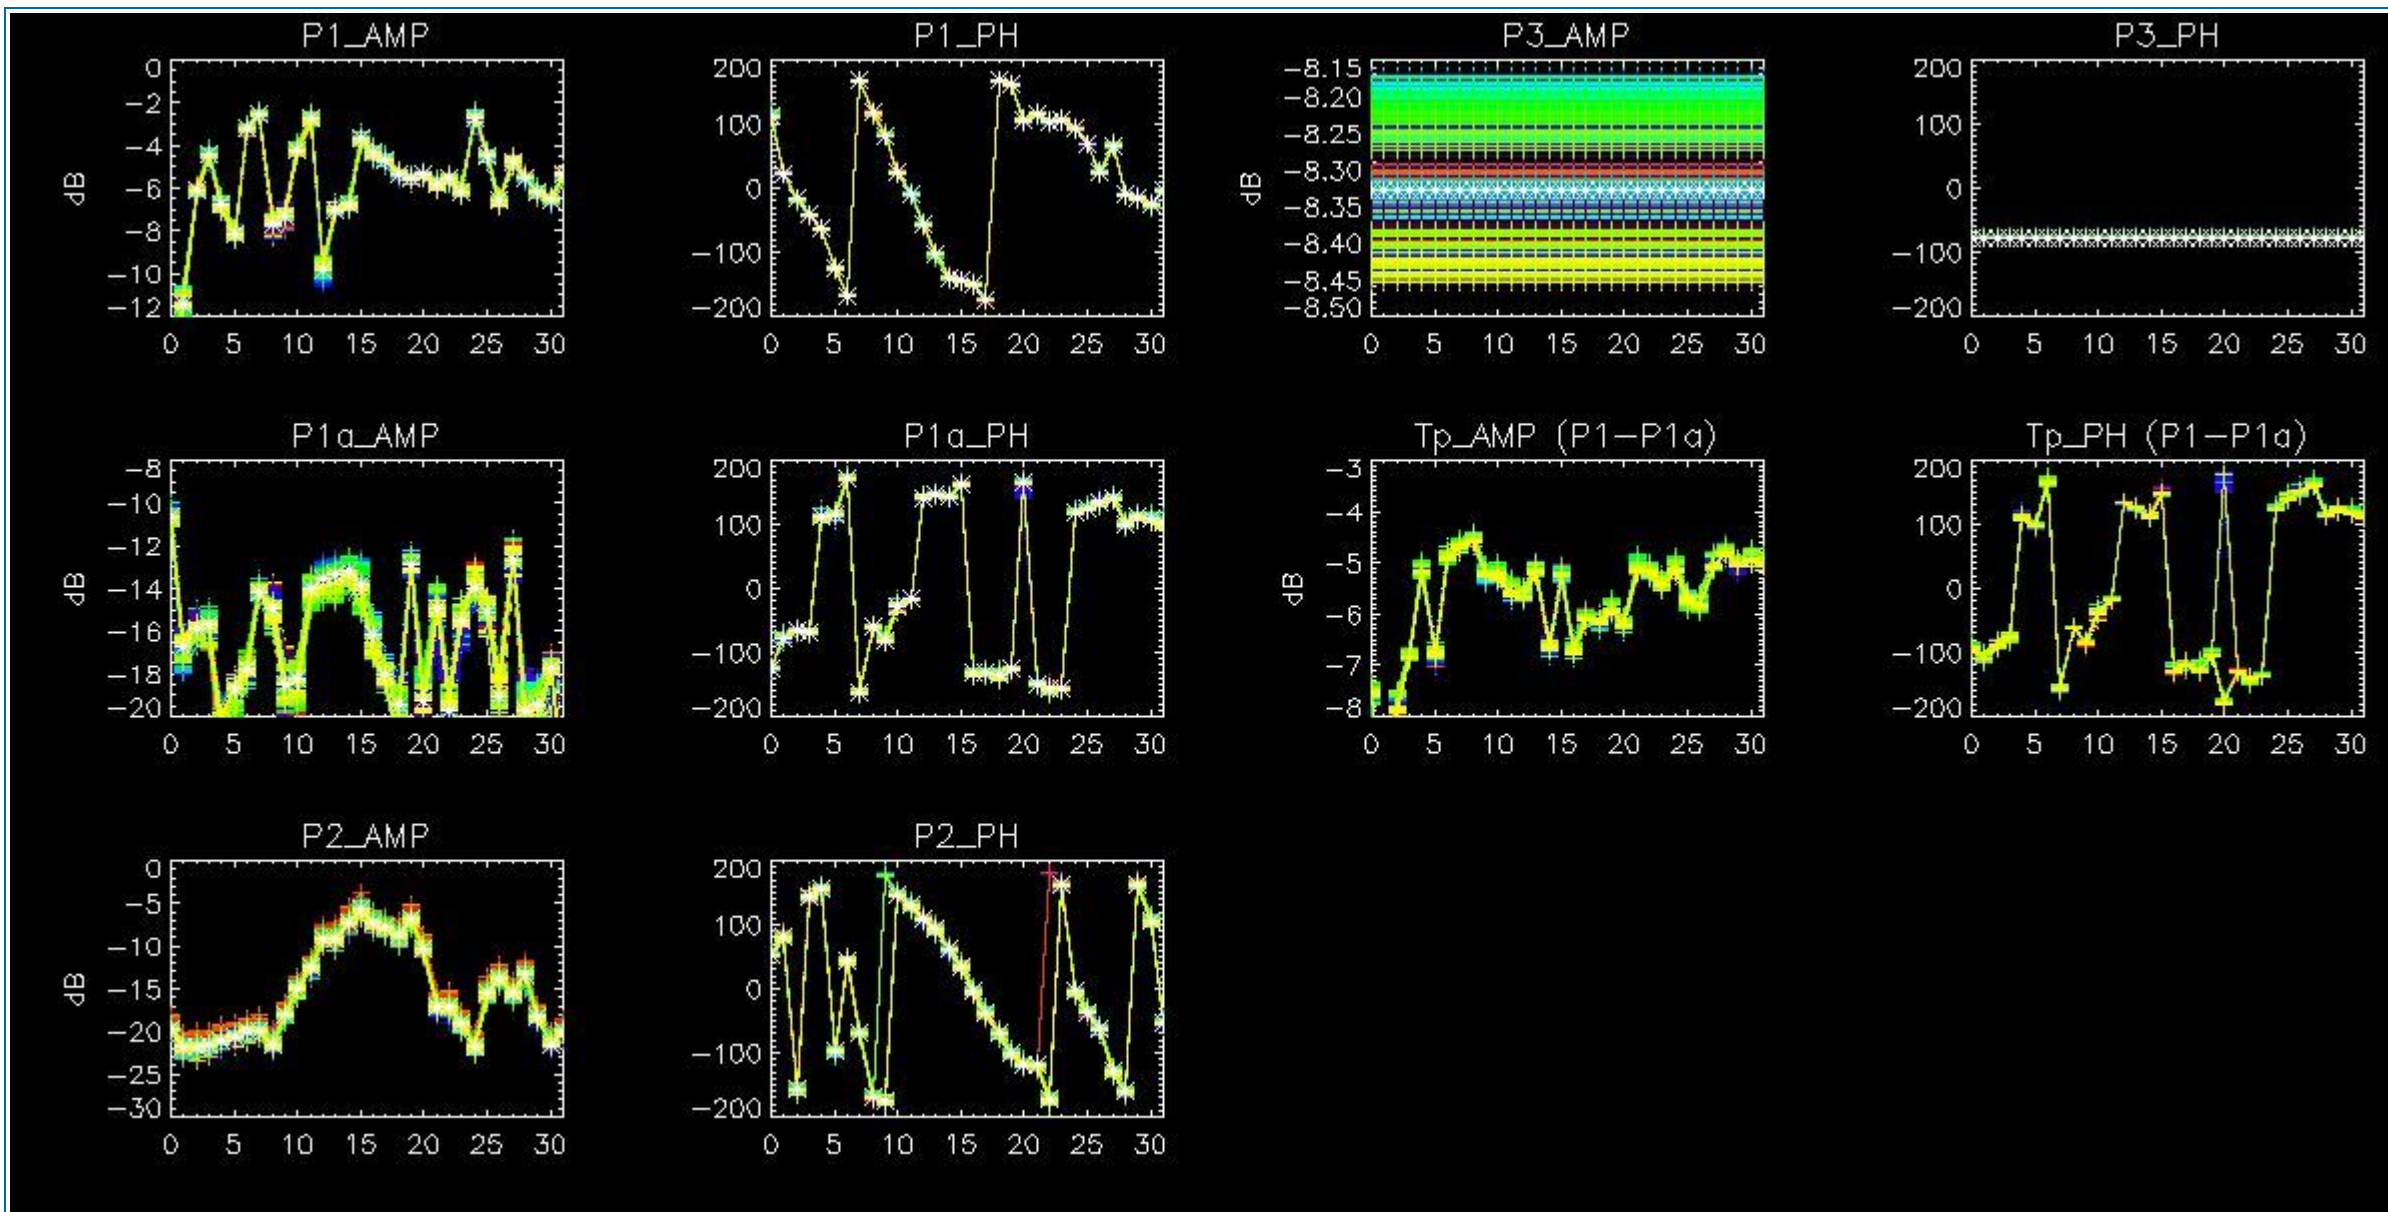 P1_AMP
P1_PH
P3_AMP
P3_PH
0
−2
−4
−6
−8
−10
−12
dB
0 5 10 15 20 25 30
200
100
0
−100
−200
0 5 10 15 20 25 30
−8.15
−8.20
−8.25
−8.30
−8.35
−8.40
−8.45
−8.50
dB
0 5 10 15 20 25 30
200
100
0
−100
−200
0 5 10 15 20 25 30
P1a_AMP
P1a_PH
Tp_AMP (P1−P1a)
Tp_PH (P1−P1a)
−8
−10
−12
−14
−16
−18
−20
dB
0 5 10 15 20 25 30
200
100
0
−100
−200
0 5 10 15 20 25 30
−3
−4
−5
−6
−7
−8
dB
0 5 10 15 20 25 30
200
100
0
−100
−200
0 5 10 15 20 25 30
P2_AMP
P2_PH
0
−5
−10
−15
−20
−25
−30
dB
0 5 10 15 20 25 30
200
100
0
−100
−200
0 5 10 15 20 25 30